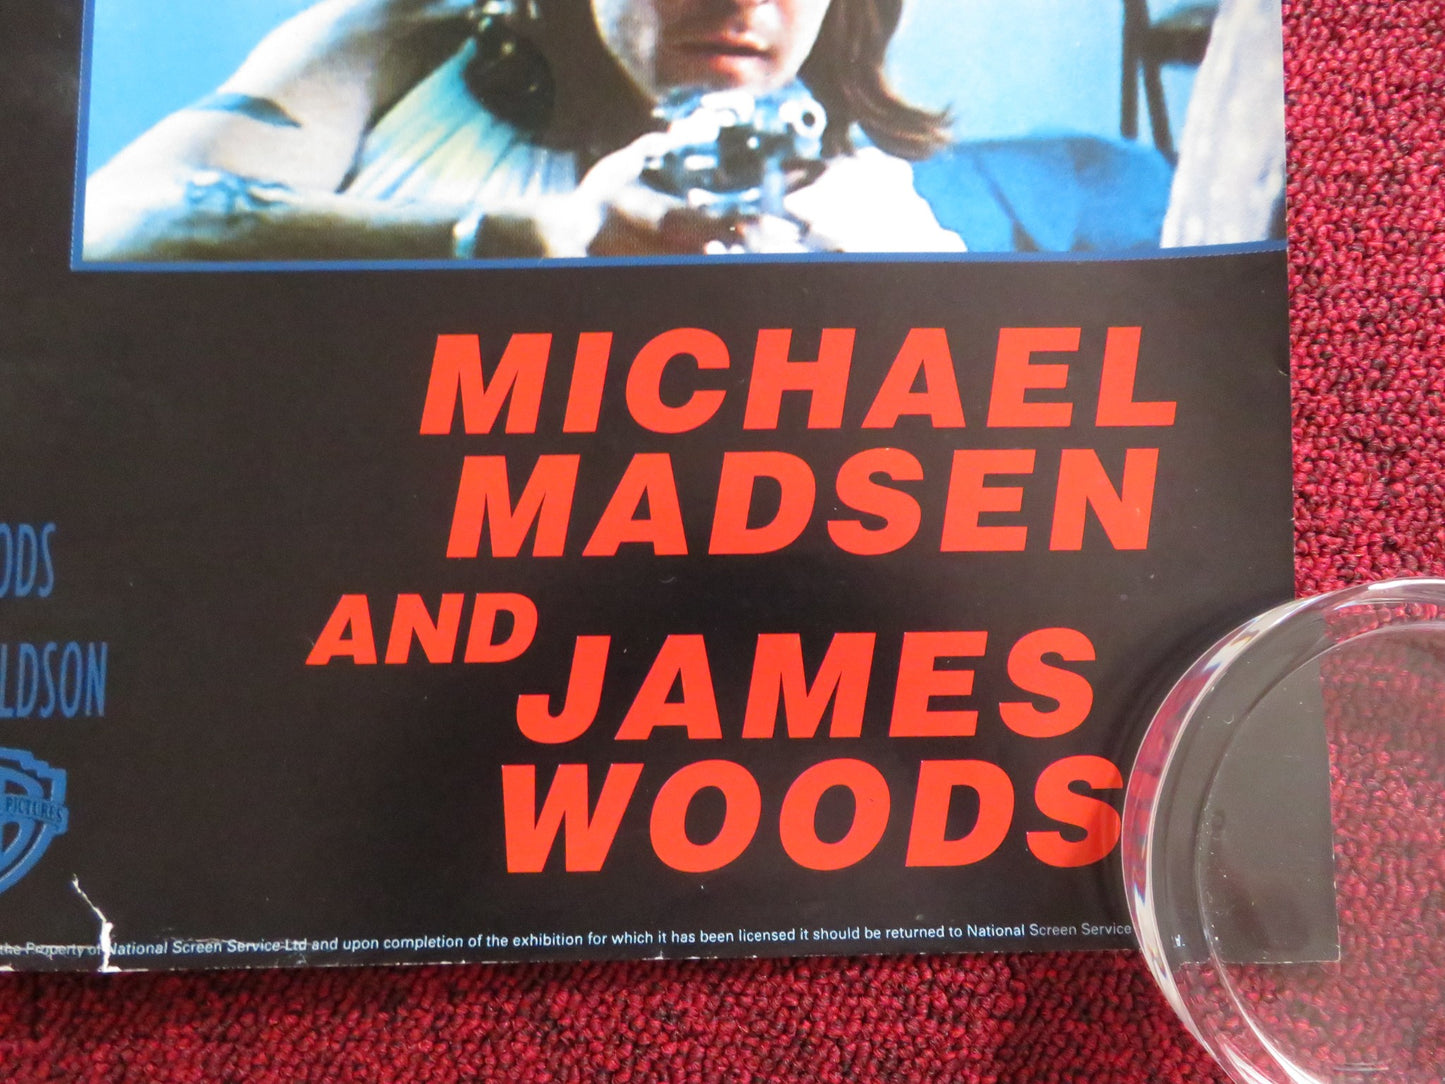 MICHAEL
MADSEN
AND JAMES
WOODS
ODS
LDSON
PICTURES
the Property of National Screen Service Ltd and upon completion of the exhibition for which it has been licensed it should be returned to National Screen Service